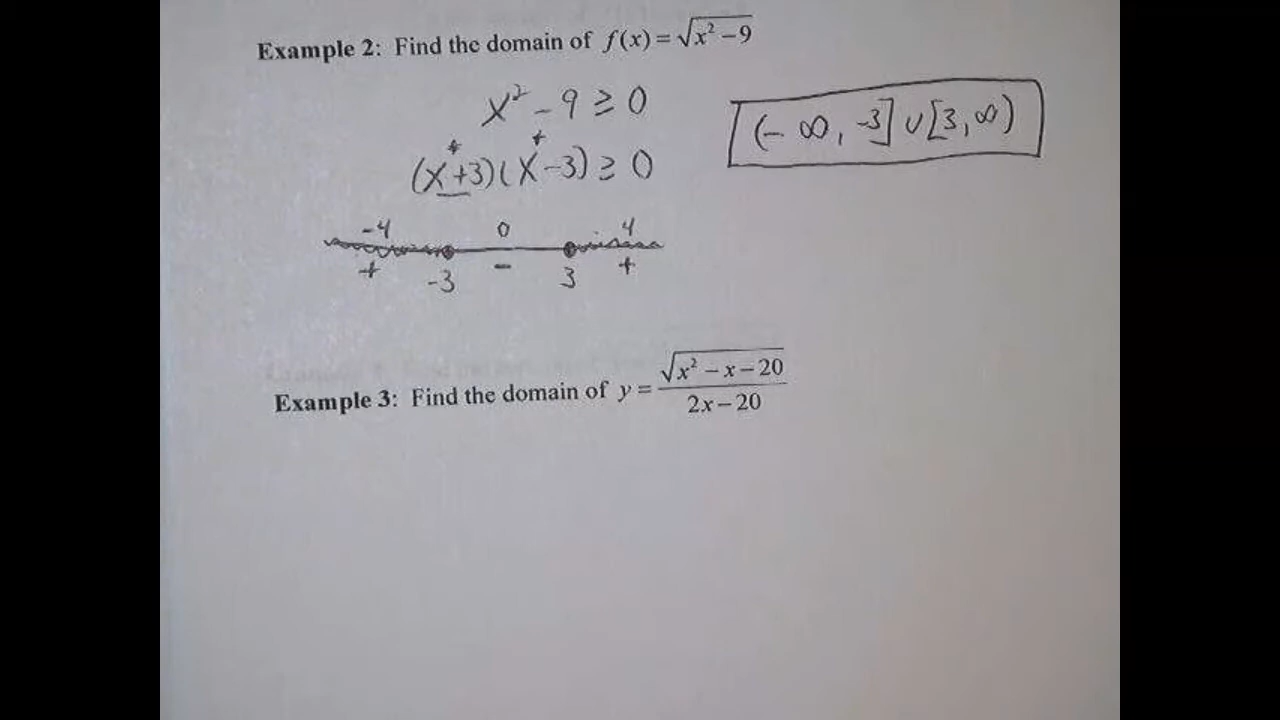 Example 2: Find the domain of f(x) = √(x² − 9)
x² − 9 ≥ 0
(−∞, −3] ∪ [3, ∞)
+ +
(x+3)(x−3) ≥ 0
−4 0 4
+ −3 − 3 +
Example 3: Find the domain of y = √(x² − x − 20) / (2x − 20)